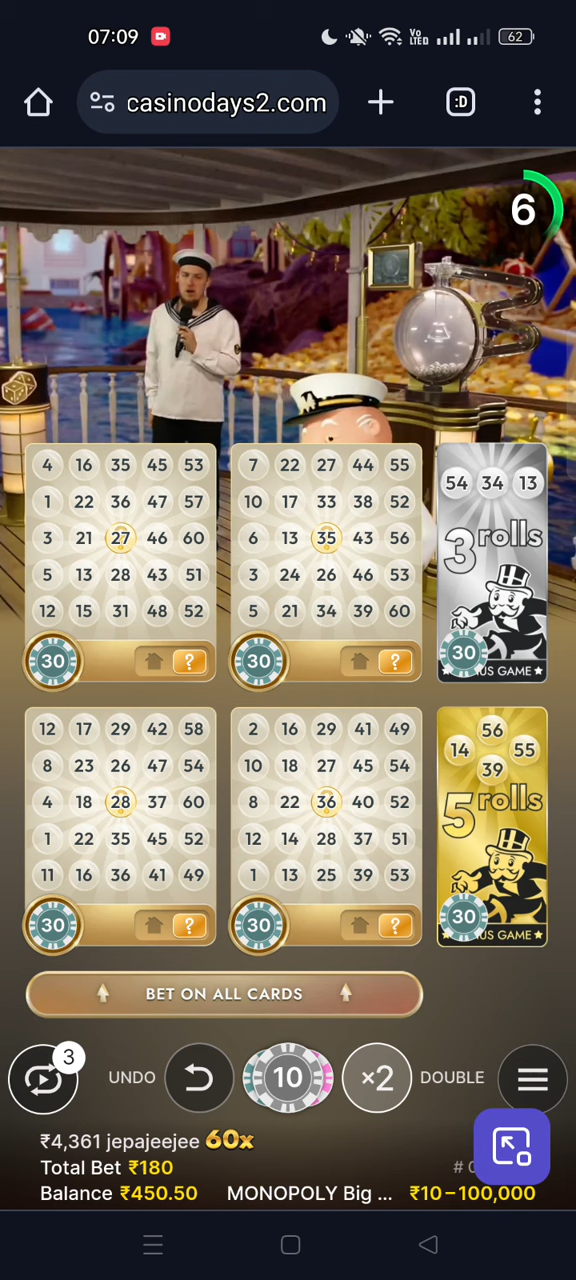 07:09 Vo LTED 62
casinodays2.com :D
6
4 16 35 45 53
1 22 36 47 57
3 21 27 46 60
5 13 28 43 51
12 15 31 48 52
30 ?
7 22 27 44 55
10 17 33 38 52
6 13 35 43 56
3 24 26 46 53
5 21 34 39 60
30 ?
54 34 13
3 rolls
30
US GAME
12 17 29 42 58
8 23 26 47 54
4 18 28 37 60
1 22 35 45 52
11 16 36 41 49
30 ?
2 16 29 41 49
10 18 27 45 54
8 22 36 40 52
12 14 28 37 51
1 13 25 39 53
30 ?
56
14 55
39
5 rolls
30
US GAME
BET ON ALL CARDS
3 UNDO 10 ×2 DOUBLE
₹4,361 jepajeejee 60x
Total Bet ₹180 #
Balance ₹450.50 MONOPOLY Big ... ₹10–100,000